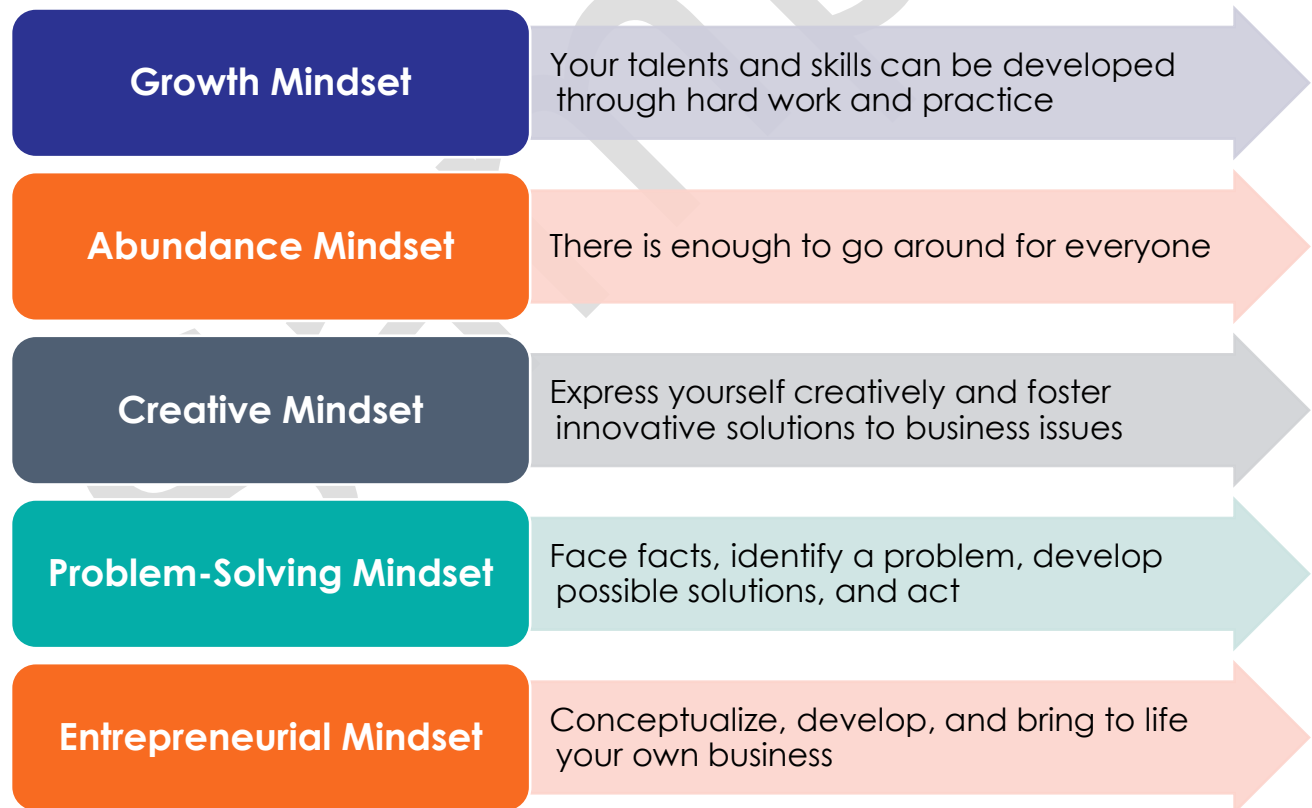 Growth Mindset
Your talents and skills can be developed
through hard work and practice
Abundance Mindset
There is enough to go around for everyone
Creative Mindset
Express yourself creatively and foster
innovative solutions to business issues
Problem-Solving Mindset
Face facts, identify a problem, develop
possible solutions, and act
Entrepreneurial Mindset
Conceptualize, develop, and bring to life
your own business